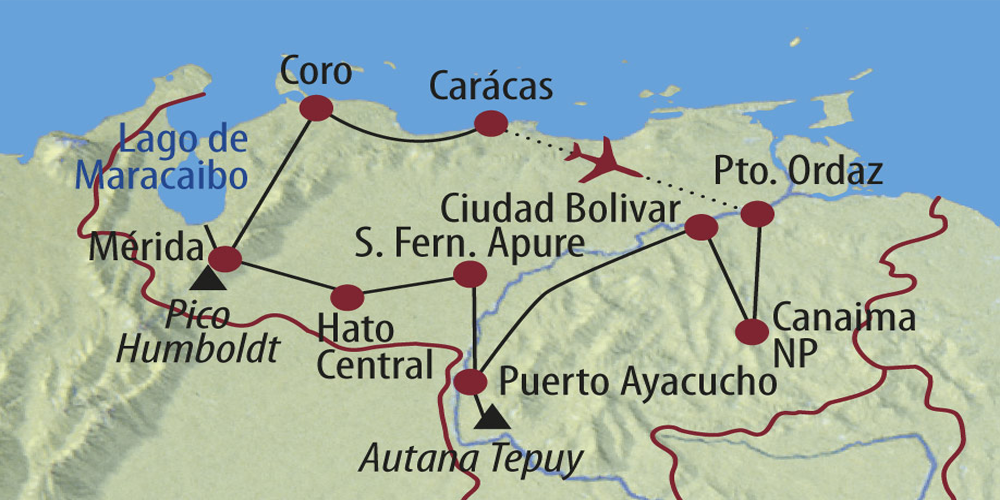 Coro
Carácas
Lago de
Maracaibo
Pto. Ordaz
Ciudad Bolivar
Mérida
S. Fern. Apure
Pico
Humboldt
Hato
Central
Canaima
NP
Puerto Ayacucho
Autana Tepuy